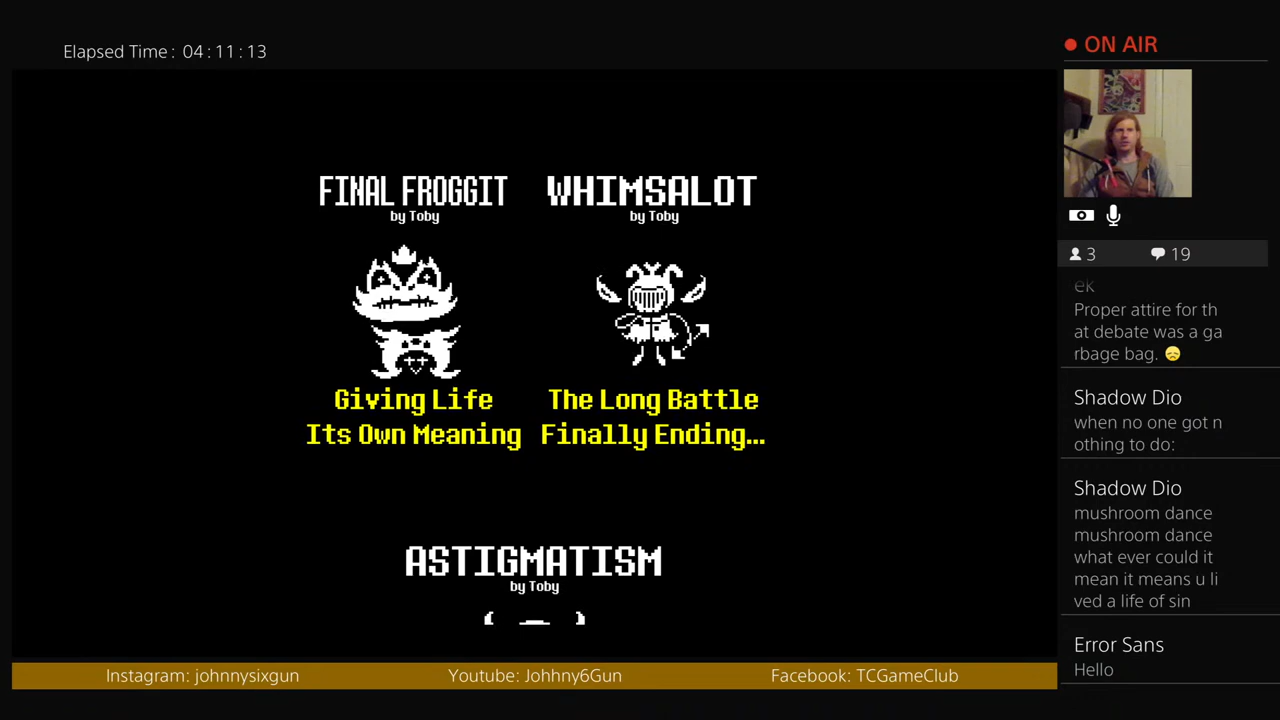 Elapsed Time: 04:11:13
ON AIR
3 19
FINAL FROGGIT
by Toby
WHIMSALOT
by Toby
Giving Life
Its Own Meaning
The Long Battle
Finally Ending...
ASTIGMATISM
by Toby
ek
Proper attire for th
at debate was a ga
rbage bag. 😞
Shadow Dio
when no one got n
othing to do:
Shadow Dio
mushroom dance
mushroom dance
what ever could it
mean it means u li
ved a life of sin
Error Sans
Hello
Instagram: johnnysixgun
Youtube: Johhny6Gun
Facebook: TCGameClub